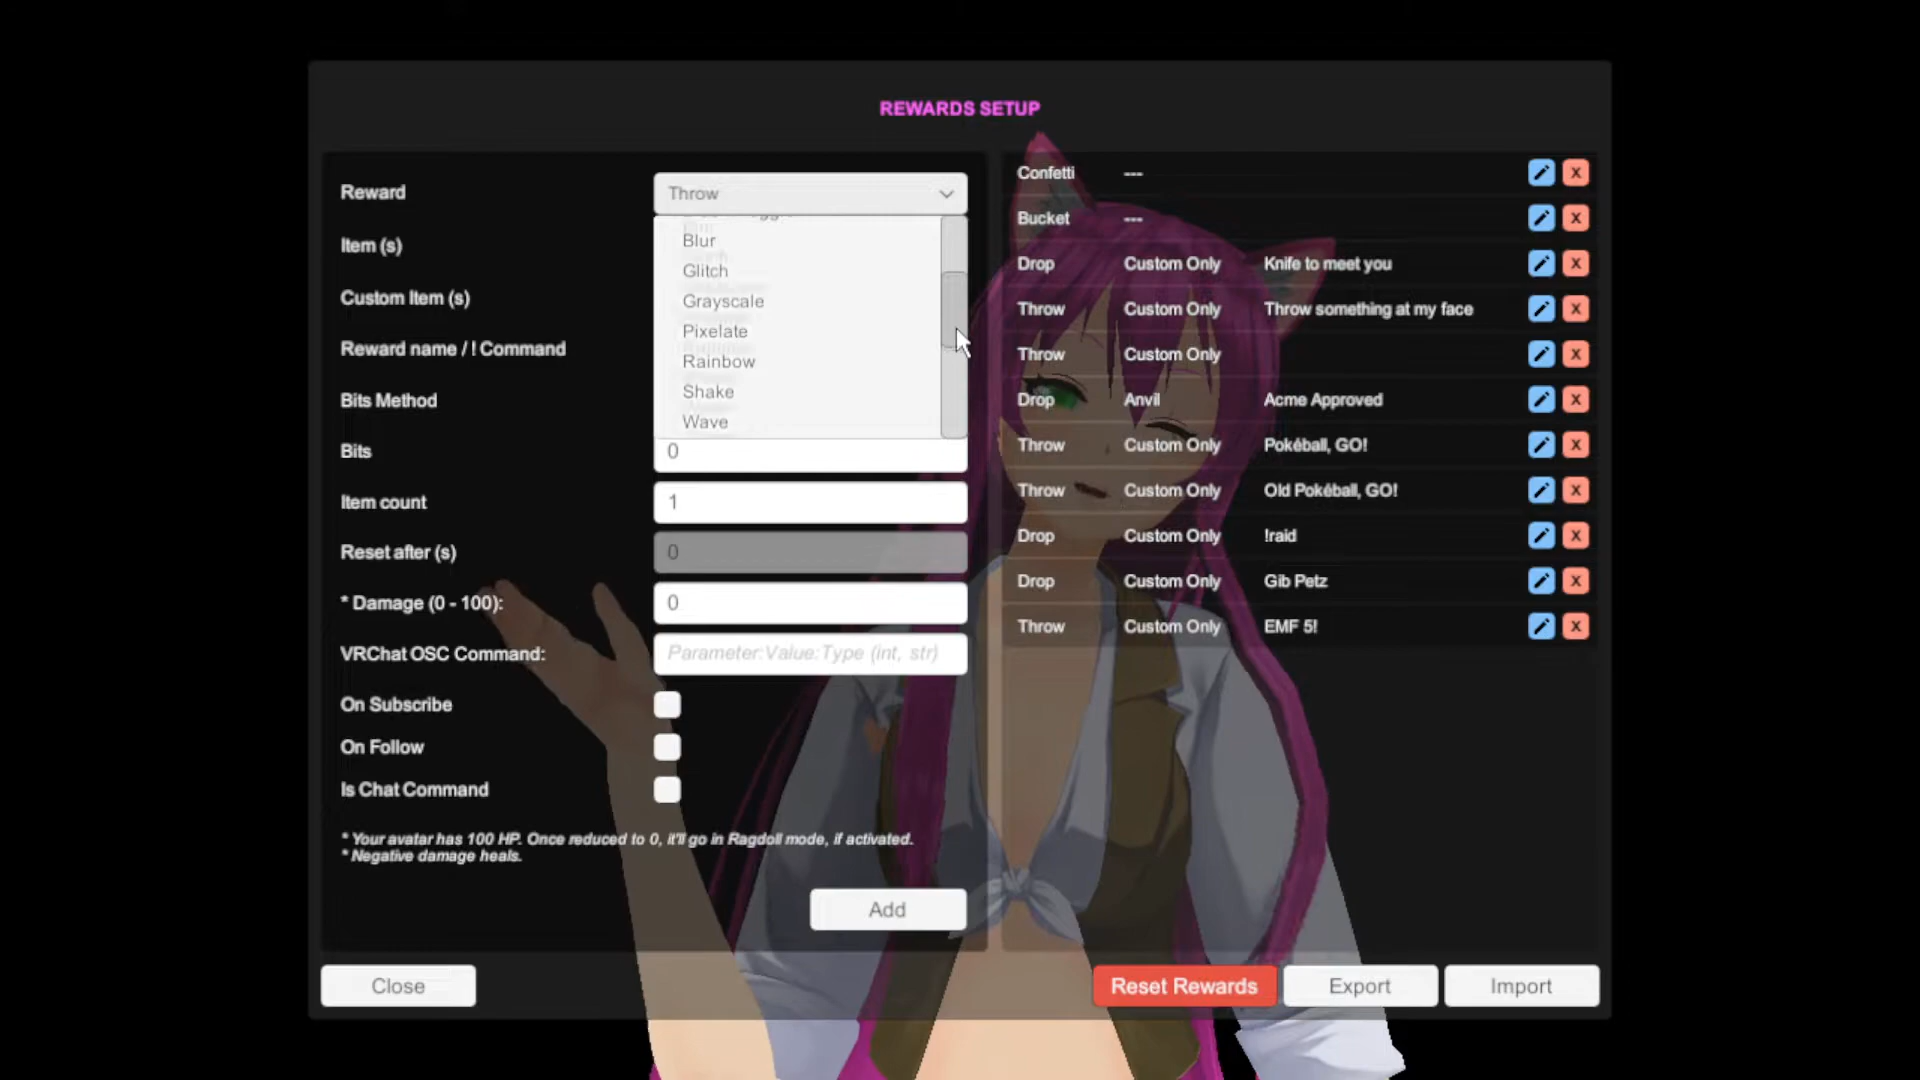 REWARDS SETUP
Reward
Throw
Item (s)
Blur
Glitch
Custom Item (s)
Grayscale
Pixelate
Reward name / ! Command
Rainbow
Shake
Bits Method
Wave
Bits
0
Item count
1
Reset after (s)
0
* Damage (0 - 100):
0
VRChat OSC Command:
Parameter:Value:Type (int, str)
On Subscribe
On Follow
Is Chat Command
* Your avatar has 100 HP. Once reduced to 0, it'll go in Ragdoll mode, if activated.
* Negative damage heals.
Add
Close
Confetti ---
Bucket ---
Drop Custom Only Knife to meet you
Throw Custom Only Throw something at my face
Throw Custom Only
Drop Anvil Acme Approved
Throw Custom Only Pokéball, GO!
Throw Custom Only Old Pokéball, GO!
Drop Custom Only !raid
Drop Custom Only Gib Petz
Throw Custom Only EMF 5!
X
X
X
X
X
X
X
X
X
X
X
Reset Rewards
Export
Import